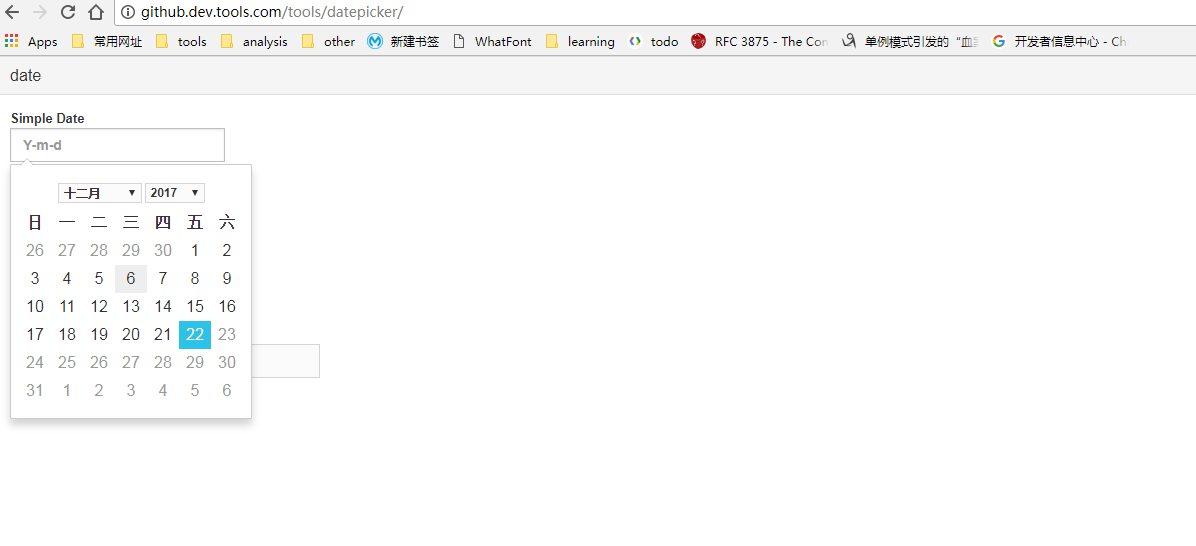 github.dev.tools.com/tools/datepicker/
Apps 常用网址 tools analysis other 新建书签 WhatFont learning todo RFC 3875 - The Con 单例模式引发的“血 开发者信息中心 - Ch
date
Simple Date
Y-m-d
十二月 2017
日 一 二 三 四 五 六
26 27 28 29 30 1 2
3 4 5 6 7 8 9
10 11 12 13 14 15 16
17 18 19 20 21 22 23
24 25 26 27 28 29 30
31 1 2 3 4 5 6